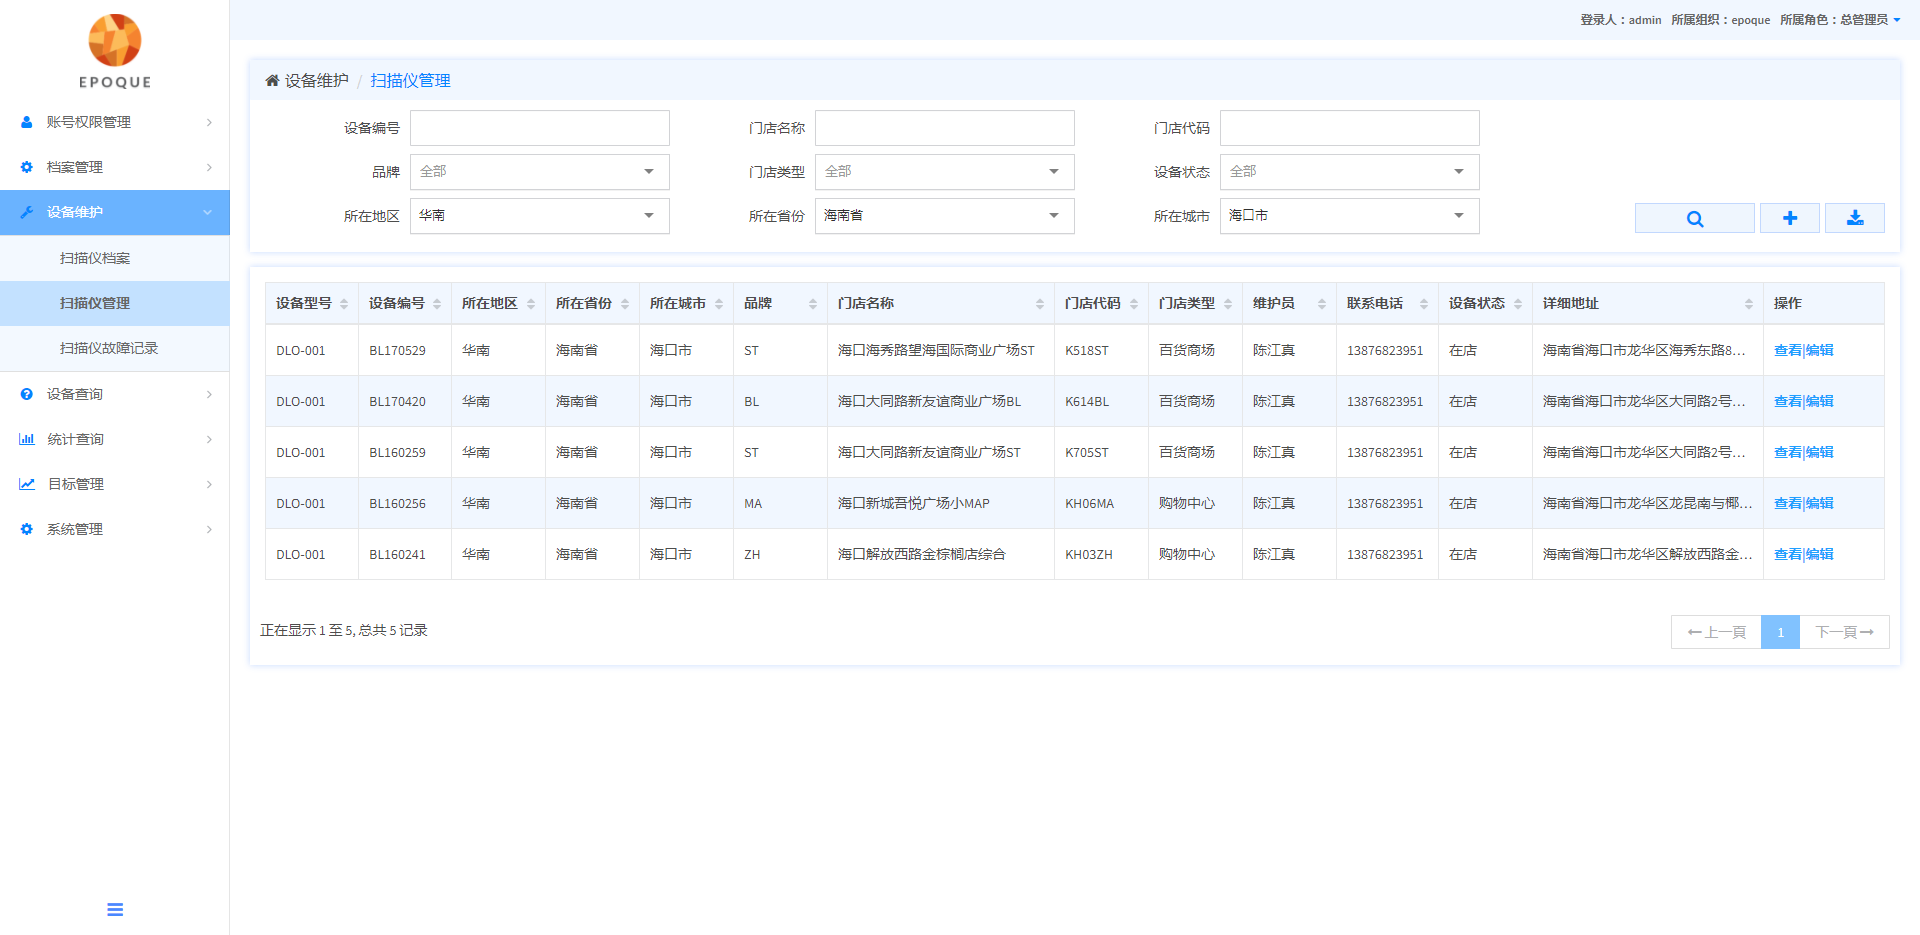 登录人：admin 所属组织：epoque 所属角色：总管理员
EPOQUE
账号权限管理
档案管理
设备维护
扫描仪档案
扫描仪管理
扫描仪故障记录
设备查询
统计查询
目标管理
系统管理
设备维护 / 扫描仪管理
设备编号 门店名称 门店代码
品牌 全部 门店类型 全部 设备状态 全部
所在地区 华南 所在省份 海南省 所在城市 海口市
设备型号 设备编号 所在地区 所在省份 所在城市 品牌 门店名称 门店代码 门店类型 维护员 联系电话 设备状态 详细地址 操作
DLO-001 BL170529 华南 海南省 海口市 ST 海口海秀路望海国际商业广场ST K518ST 百货商场 陈江真 13876823951 在店 海南省海口市龙华区海秀东路8... 查看|编辑
DLO-001 BL170420 华南 海南省 海口市 BL 海口大同路新友谊商业广场BL K614BL 百货商场 陈江真 13876823951 在店 海南省海口市龙华区大同路2号... 查看|编辑
DLO-001 BL160259 华南 海南省 海口市 ST 海口大同路新友谊商业广场ST K705ST 百货商场 陈江真 13876823951 在店 海南省海口市龙华区大同路2号... 查看|编辑
DLO-001 BL160256 华南 海南省 海口市 MA 海口新城吾悦广场小MAP KH06MA 购物中心 陈江真 13876823951 在店 海南省海口市龙华区龙昆南与椰... 查看|编辑
DLO-001 BL160241 华南 海南省 海口市 ZH 海口解放西路金棕榈店综合 KH03ZH 购物中心 陈江真 13876823951 在店 海南省海口市龙华区解放西路金... 查看|编辑
正在显示 1 至 5, 总共 5 记录
←上一頁 1 下一頁→